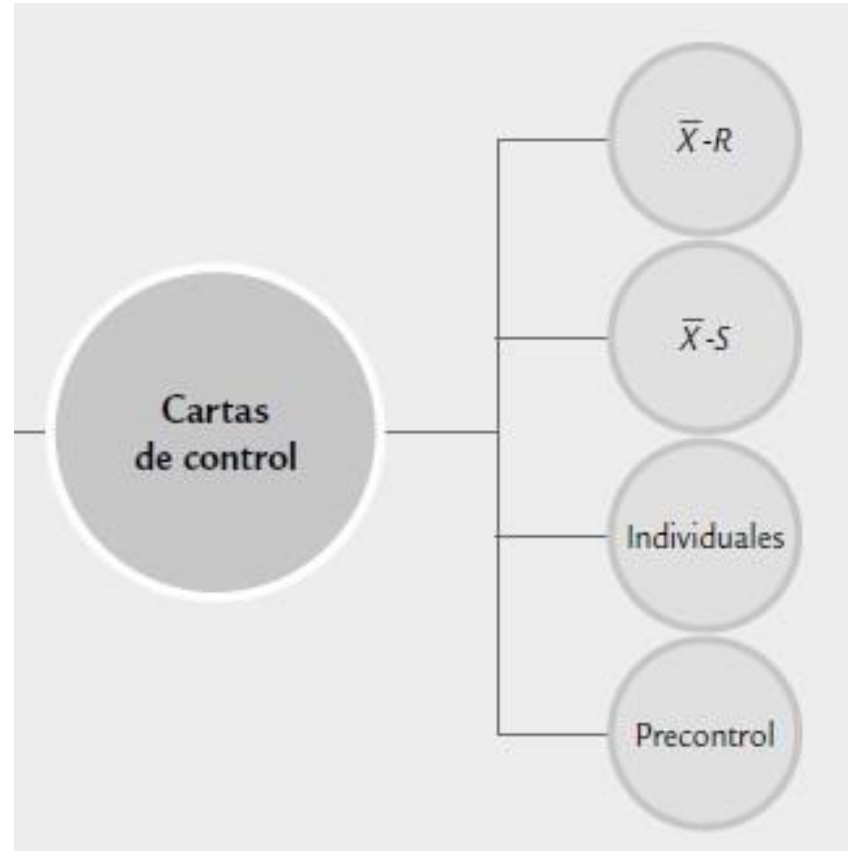 X̅-R
X̅-S
Cartas
de control
Individuales
Precontrol